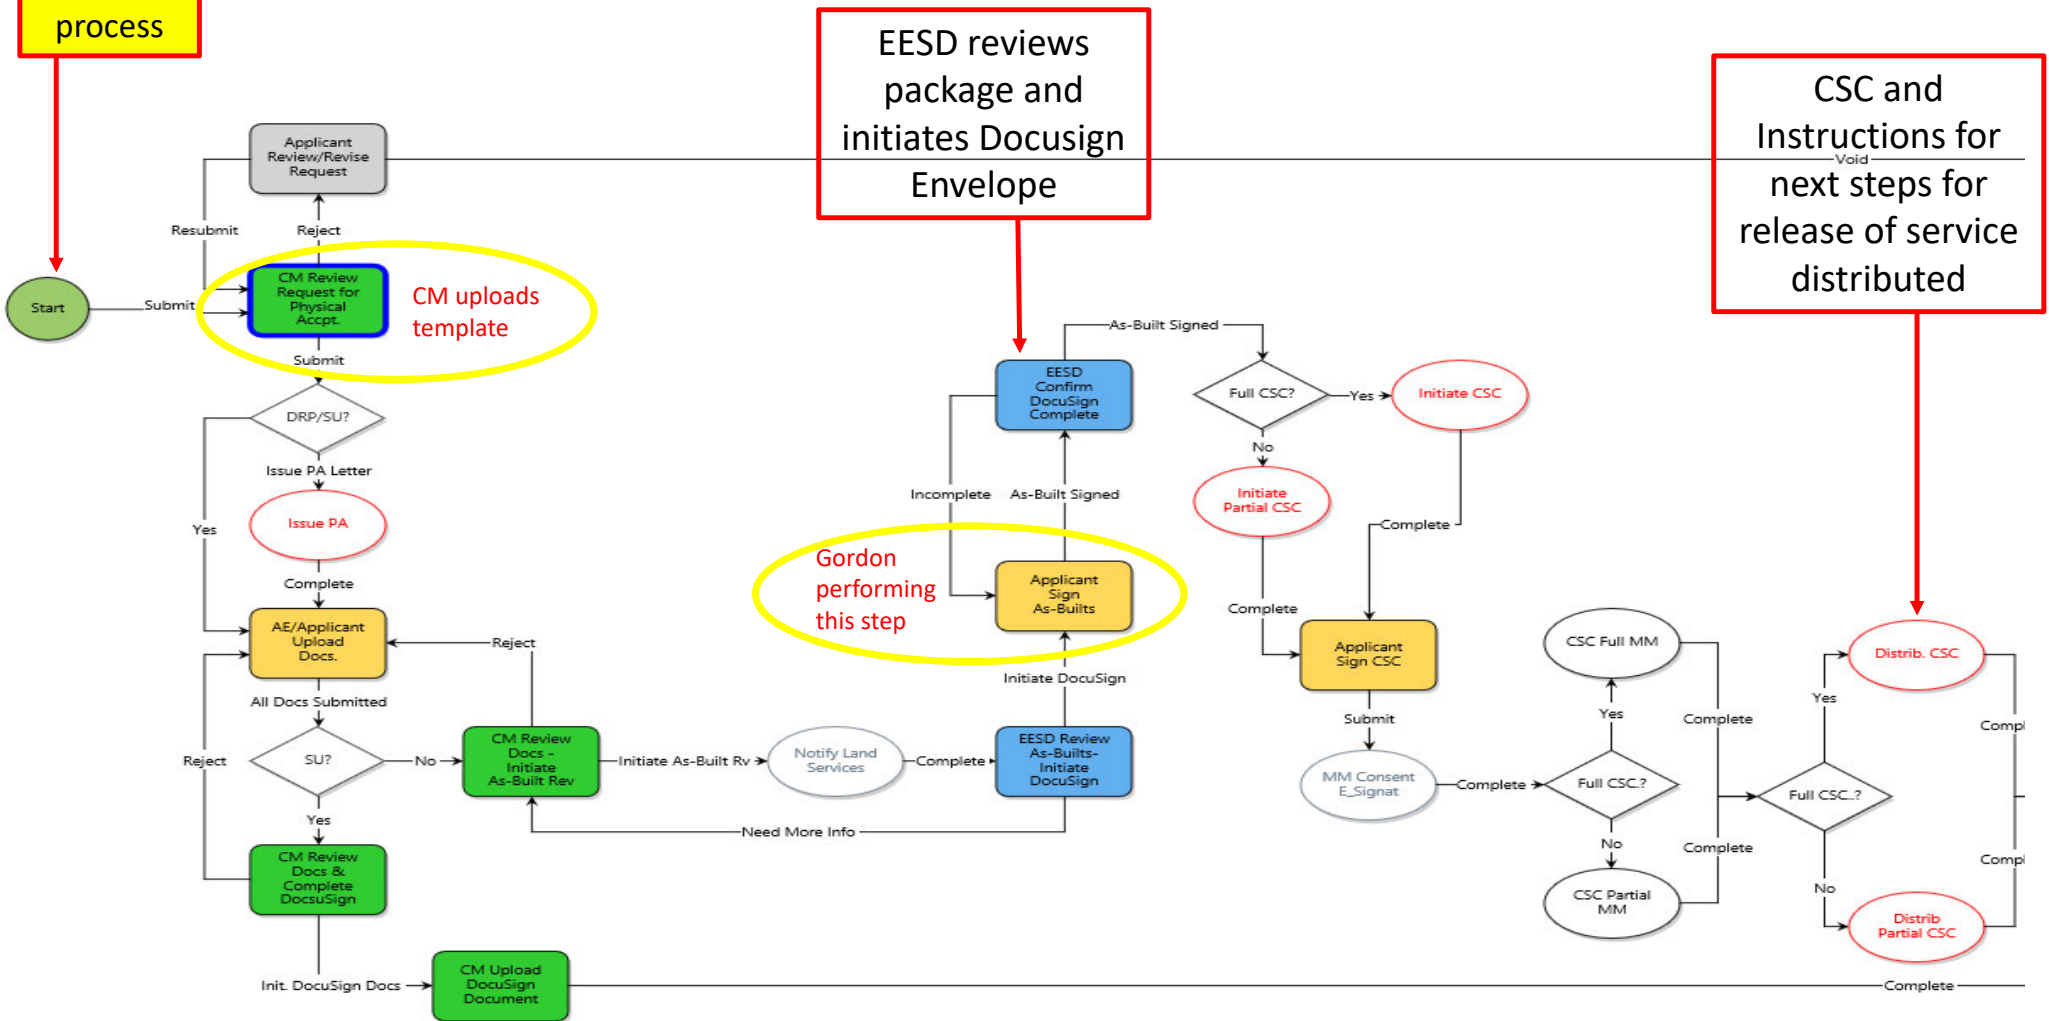 process
EESD reviews
package and
initiates Docusign
Envelope
CSC and
Instructions for
Void
next steps for
release of service
distributed
Applicant
Review/Revise
Request
Resubmit
Reject
CM Review
Request for
Physical
Accpt.
CM uploads
template
Start
Submit
Submit
DRP/SU?
Issue PA Letter
Yes
Issue PA
Complete
AE/Applicant
Upload
Docs.
Reject
All Docs Submitted
Reject
SU?
No
CM Review
Docs -
Initiate
As-Built Rev
Initiate As-Built Rv
Notify Land
Services
Complete
EESD Review
As-Builts-
Initiate
DocuSign
Need More Info
Yes
CM Review
Docs &
Complete
DocsuSign
Init. DocuSign Docs
CM Upload
DocuSign
Document
Complete
Initiate DocuSign
Gordon
performing
this step
Applicant
Sign
As-Builts
Incomplete
As-Built Signed
EESD
Confirm
DocuSign
Complete
As-Built Signed
Full CSC?
Yes
Initiate CSC
No
Initiate
Partial CSC
Complete
Complete
Applicant
Sign CSC
Submit
MM Consent
E_Signat
Complete
Full CSC.?
Yes
CSC Full MM
Complete
No
CSC Partial
MM
Complete
Full CSC..?
Yes
Distrib. CSC
Compl
No
Distrib
Partial CSC
Compl